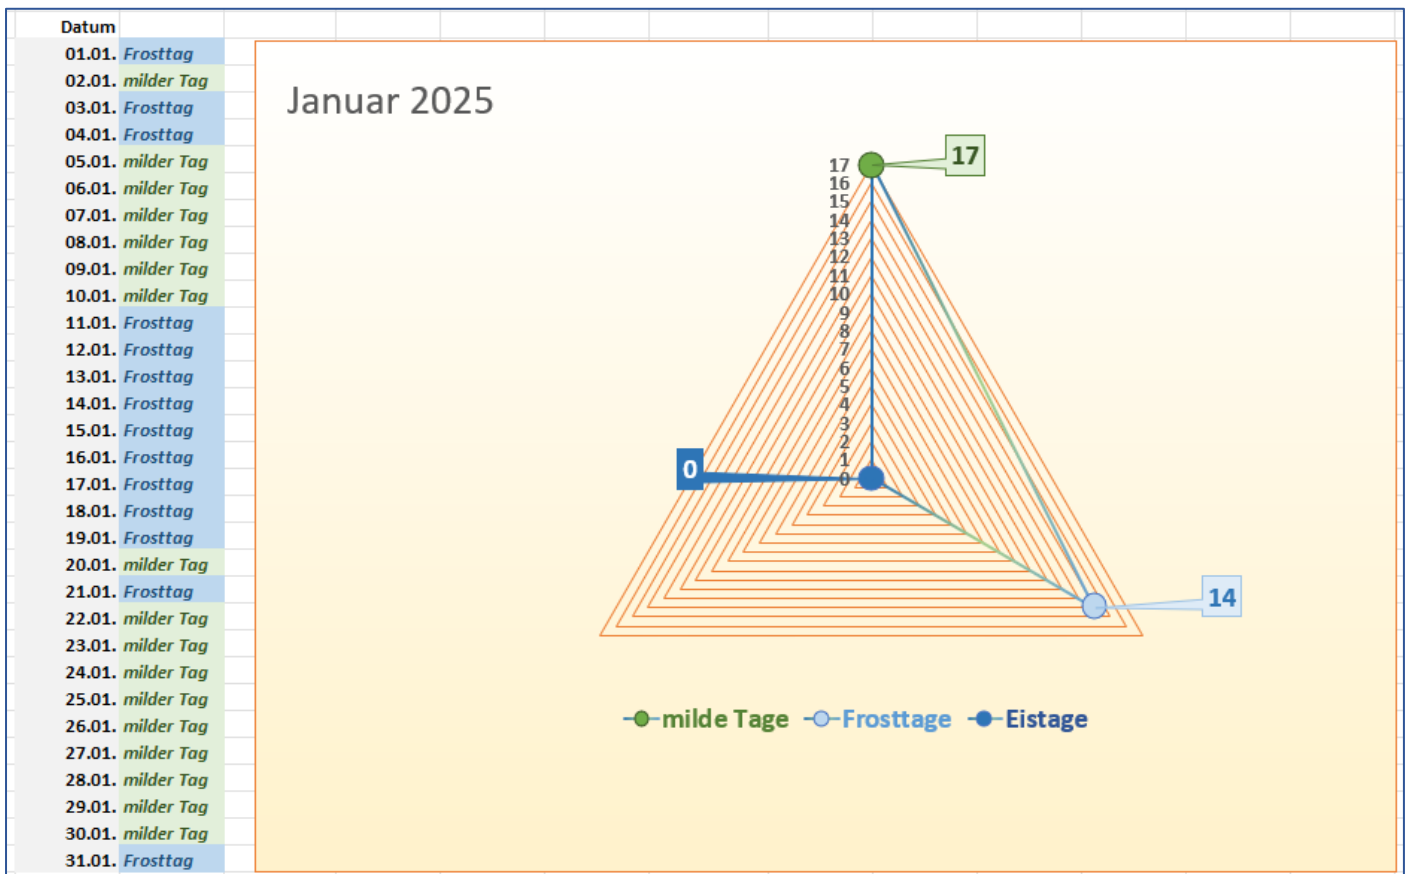 Datum
01.01. Frosttag
02.01. milder Tag
03.01. Frosttag
04.01. Frosttag
05.01. milder Tag
06.01. milder Tag
07.01. milder Tag
08.01. milder Tag
09.01. milder Tag
10.01. milder Tag
11.01. Frosttag
12.01. Frosttag
13.01. Frosttag
14.01. Frosttag
15.01. Frosttag
16.01. Frosttag
17.01. Frosttag
18.01. Frosttag
19.01. Frosttag
20.01. milder Tag
21.01. Frosttag
22.01. milder Tag
23.01. milder Tag
24.01. milder Tag
25.01. milder Tag
26.01. milder Tag
27.01. milder Tag
28.01. milder Tag
29.01. milder Tag
30.01. milder Tag
31.01. Frosttag
Januar 2025
17
17
16
15
14
13
12
11
10
9
8
7
6
5
4
3
2
1
0
0
14
milde Tage Frosttage Eistage